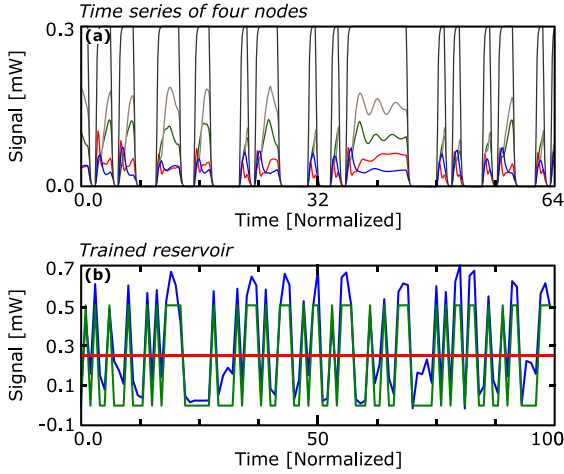 Time series of four nodes
(a)
0.3
Signal [mW]
0.0
0.0 32 64
Time [Normalized]
Trained reservoir
(b)
0.7
0.5
0.3
0.1
-0.1
Signal [mW]
0.0 50 100
Time [Normalized]